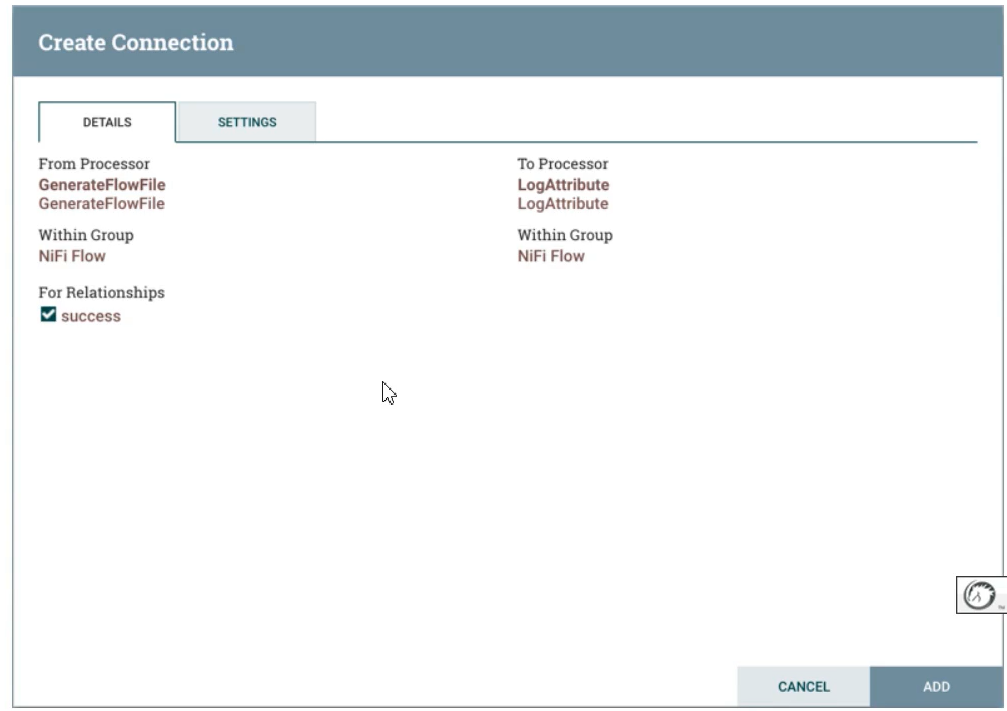 Create Connection
DETAILS
SETTINGS
From Processor
GenerateFlowFile
GenerateFlowFile
To Processor
LogAttribute
LogAttribute
Within Group
NiFi Flow
Within Group
NiFi Flow
For Relationships
success
CANCEL
ADD